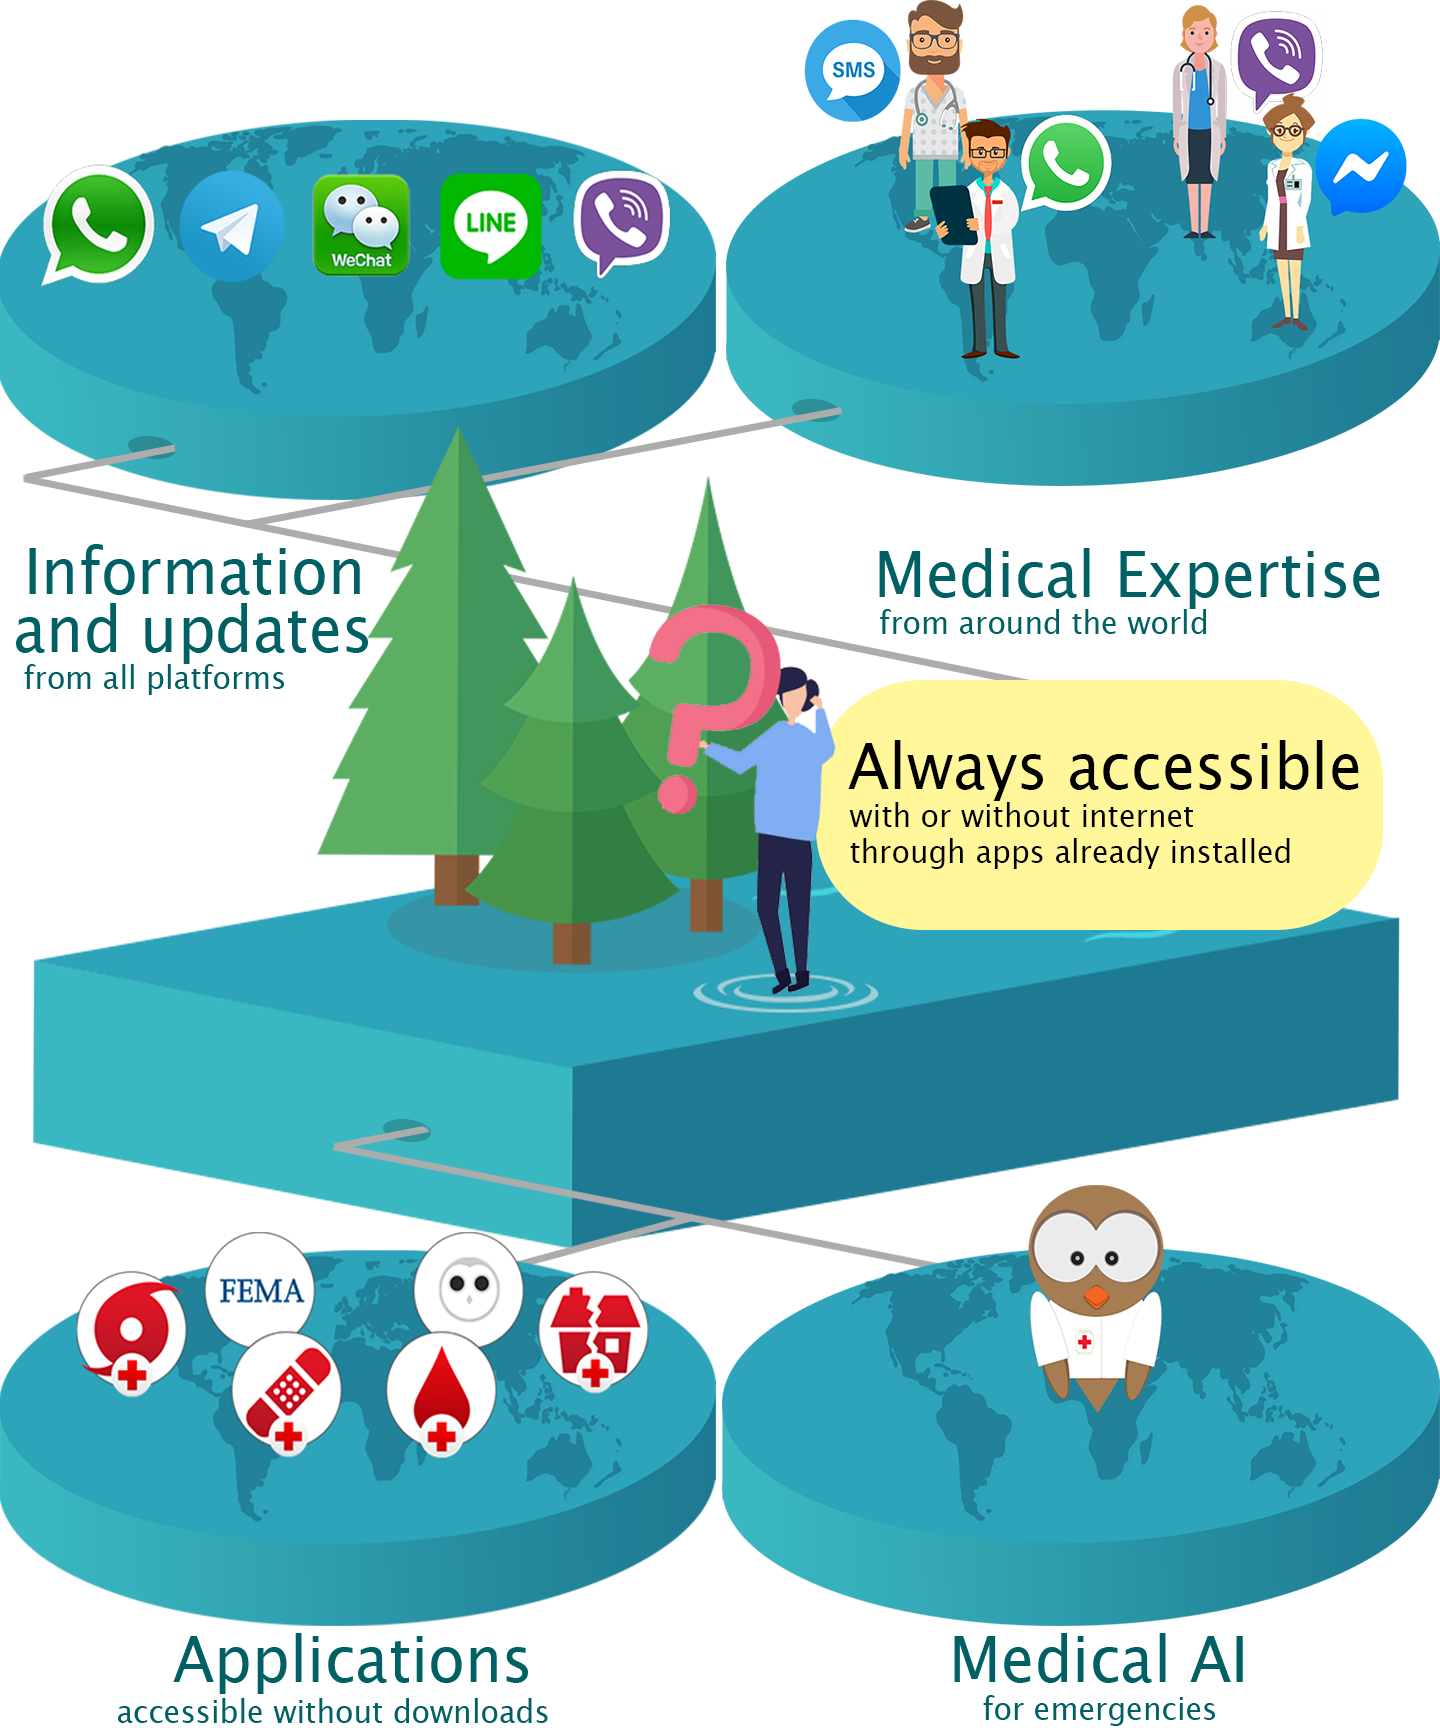 SMS
WeChat
LINE
Information
and updates
from all platforms
Medical Expertise
from around the world
Always accessible
with or without internet
through apps already installed
FEMA
Applications
accessible without downloads
Medical AI
for emergencies